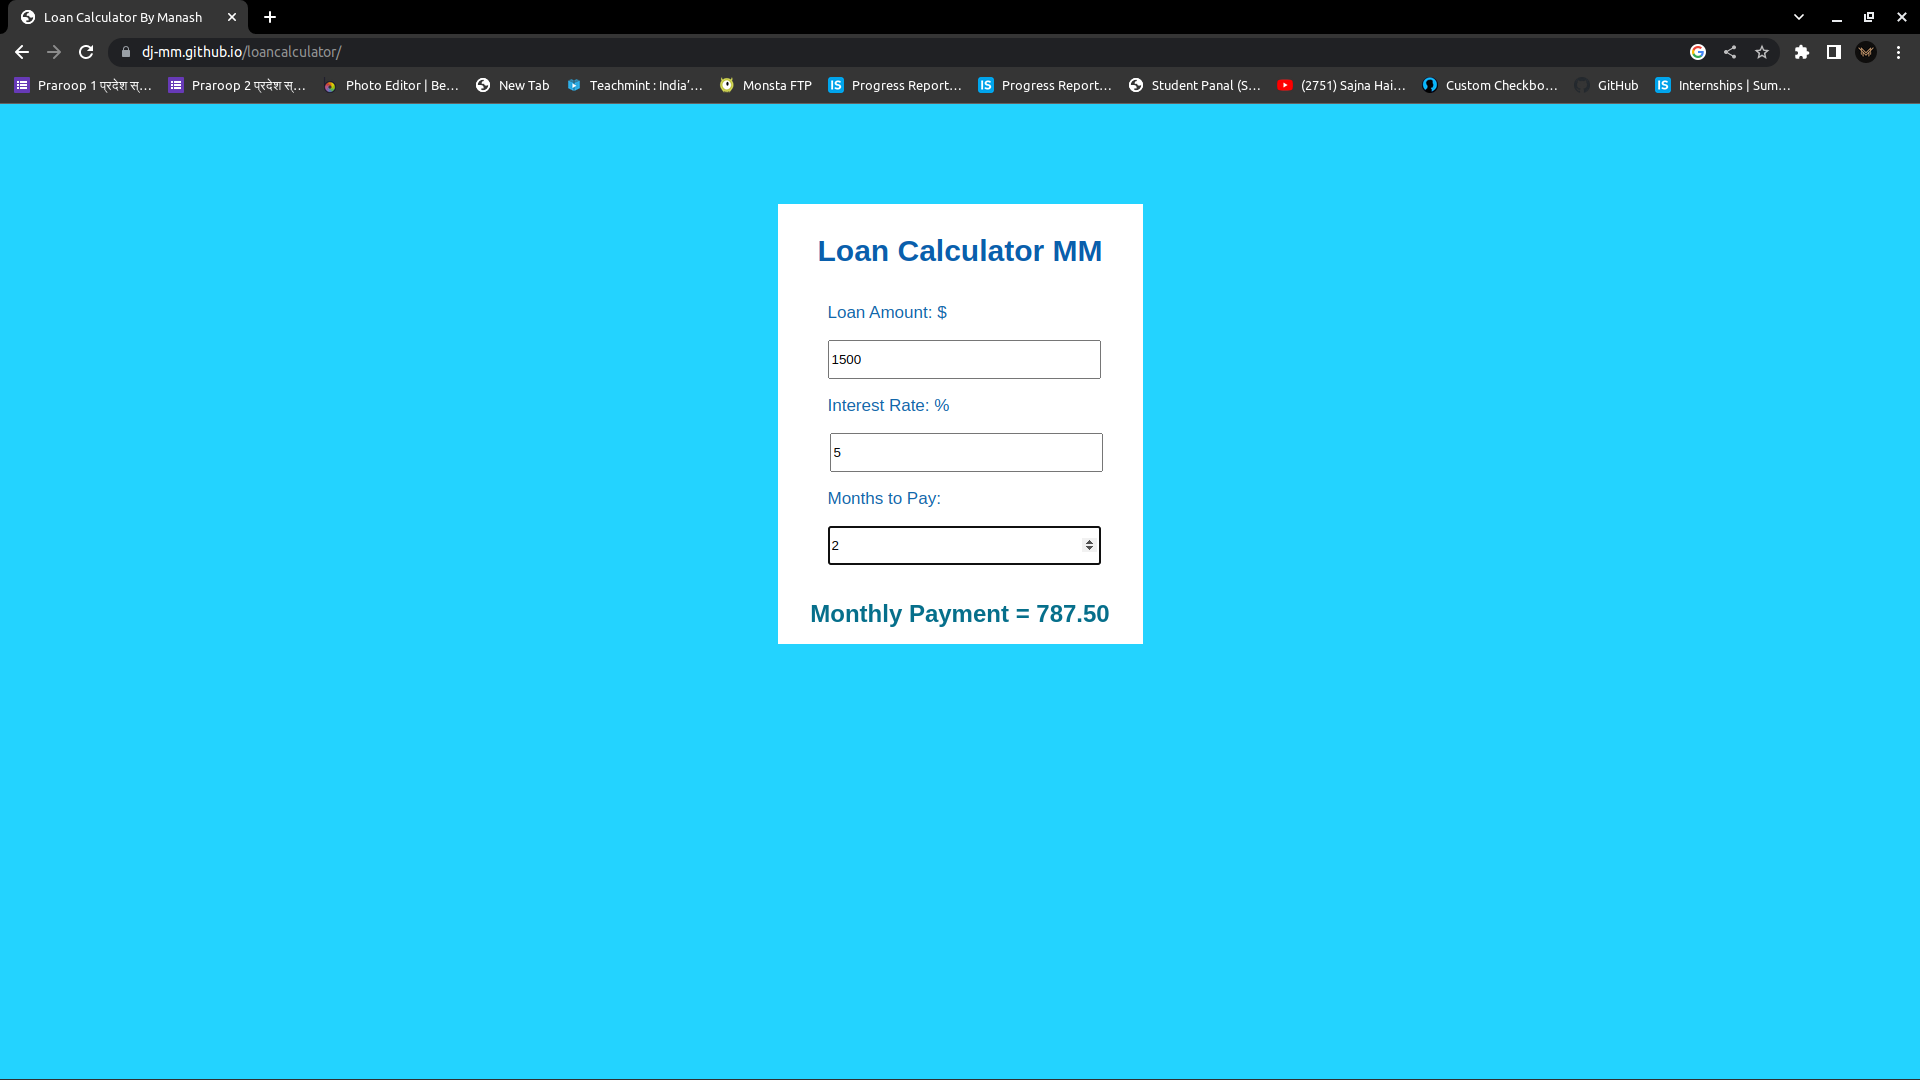 Loan Calculator By Manash
dj-mm.github.io/loancalculator/
Praroop 1 प्रदेश स्... Praroop 2 प्रदेश स्... Photo Editor | Be... New Tab Teachmint : India'... Monsta FTP Progress Report... Progress Report... Student Panal (S... (2751) Sajna Hai... Custom Checkbo... GitHub Internships | Sum...
Loan Calculator MM
Loan Amount: $
1500
Interest Rate: %
5
Months to Pay:
2
Monthly Payment = 787.50